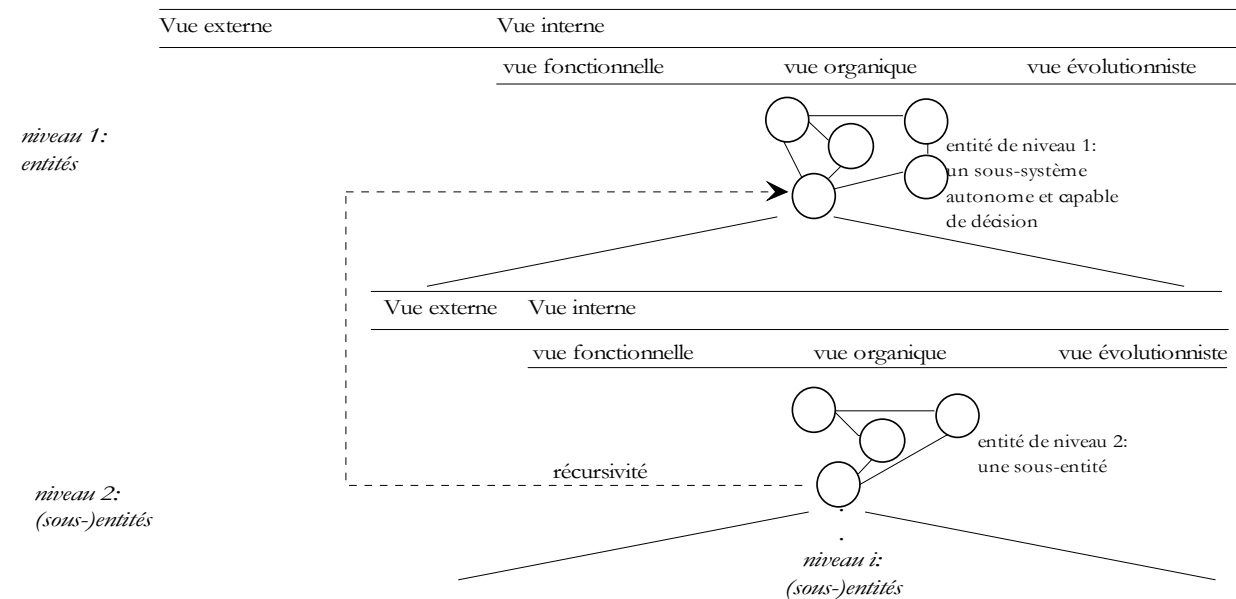 Vue externe Vue interne
vue fonctionnelle vue organique vue évolutionniste
niveau 1:
entités
entité de niveau 1:
un sous-système
autonome et capable
de décision
Vue externe Vue interne
vue fonctionnelle vue organique vue évolutionniste
entité de niveau 2:
une sous-entité
récursivité
niveau 2:
(sous-)entités
.
.
niveau i:
(sous-)entités